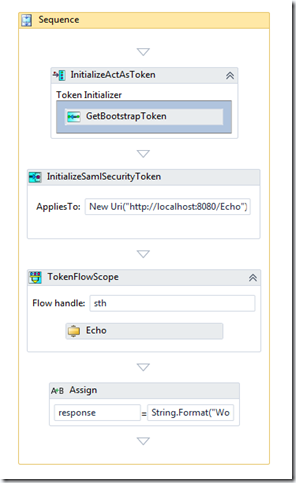 Sequence
InitializeActAsToken
Token Initializer
GetBootstrapToken
InitializeSamlSecurityToken
AppliesTo: New Uri("http://localhost:8080/Echo")
TokenFlowScope
Flow handle: sth
Echo
A+B Assign
response = String.Format("Wo